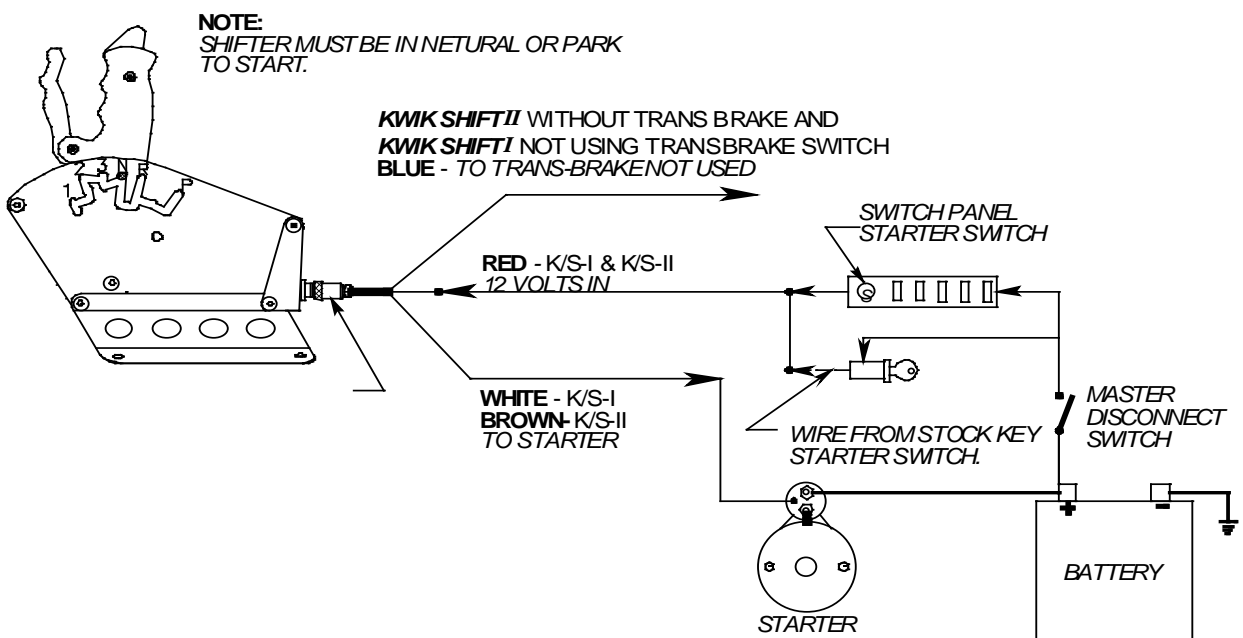 NOTE:
SHIFTER MUST BE IN NETURAL OR PARK
TO START.
KWIK SHIFT II WITHOUT TRANS BRAKE AND
KWIK SHIFT I NOT USING TRANSBRAKE SWITCH
BLUE - TO TRANS-BRAKE NOT USED
1 2 3 N R P
SWITCH PANEL
STARTER SWITCH
RED - K/S-I & K/S-II
12 VOLTS IN
WHITE - K/S-I
BROWN- K/S-II
TO STARTER
WIRE FROM STOCK KEY
STARTER SWITCH.
MASTER
DISCONNECT
SWITCH
+ -
BATTERY
STARTER